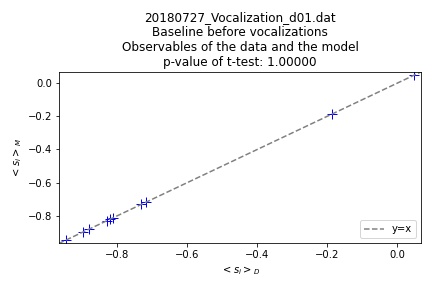 20180727_Vocalization_d01.dat
Baseline before vocalizations
Observables of the data and the model
p-value of t-test: 1.00000
0.0
−0.2
−0.4
−0.6
−0.8
< s_i >_M
y=x
−0.8
−0.6
−0.4
−0.2
0.0
< s_i >_D